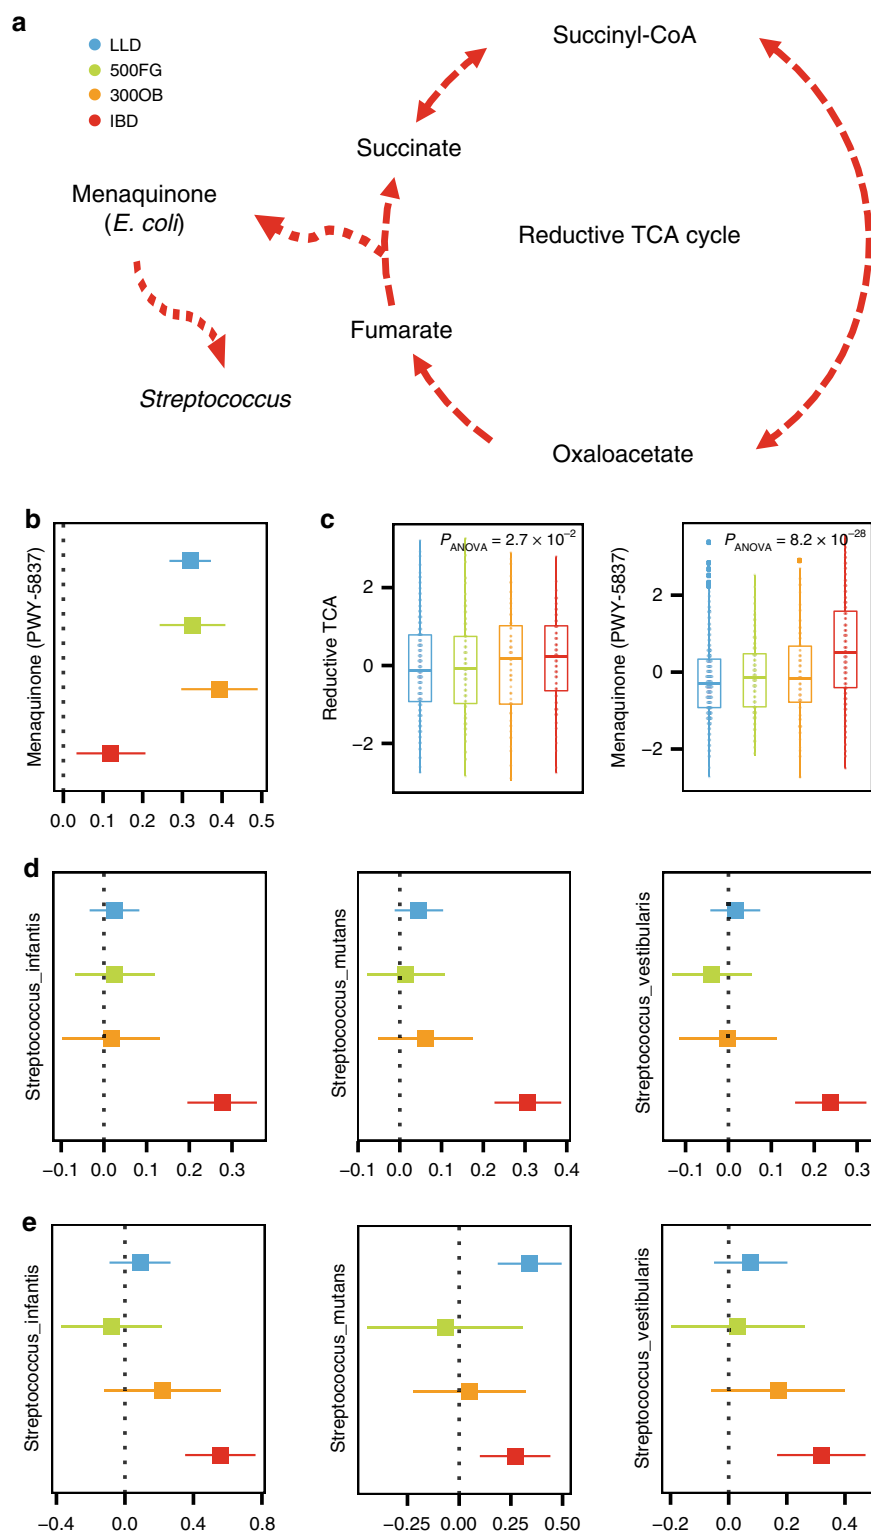 a
LLD
500FG
300OB
IBD
Succinyl-CoA
Succinate
Menaquinone
(E. coli)
Reductive TCA cycle
Fumarate
Streptococcus
Oxaloacetate
b
Menaquinone (PWY-5837)
0.0 0.1 0.2 0.3 0.4 0.5
c
Reductive TCA
P_ANOVA = 2.7 × 10^−2
2
0
−2
Menaquinone (PWY-5837)
P_ANOVA = 8.2 × 10^−28
2
0
−2
d
Streptococcus_infantis
−0.1 0.0 0.1 0.2 0.3
Streptococcus_mutans
−0.1 0.0 0.1 0.2 0.3 0.4
Streptococcus_vestibularis
−0.1 0.0 0.1 0.2 0.3
e
Streptococcus_infantis
−0.4 0.0 0.4 0.8
Streptococcus_mutans
−0.25 0.00 0.25 0.50
Streptococcus_vestibularis
−0.2 0.0 0.2 0.4